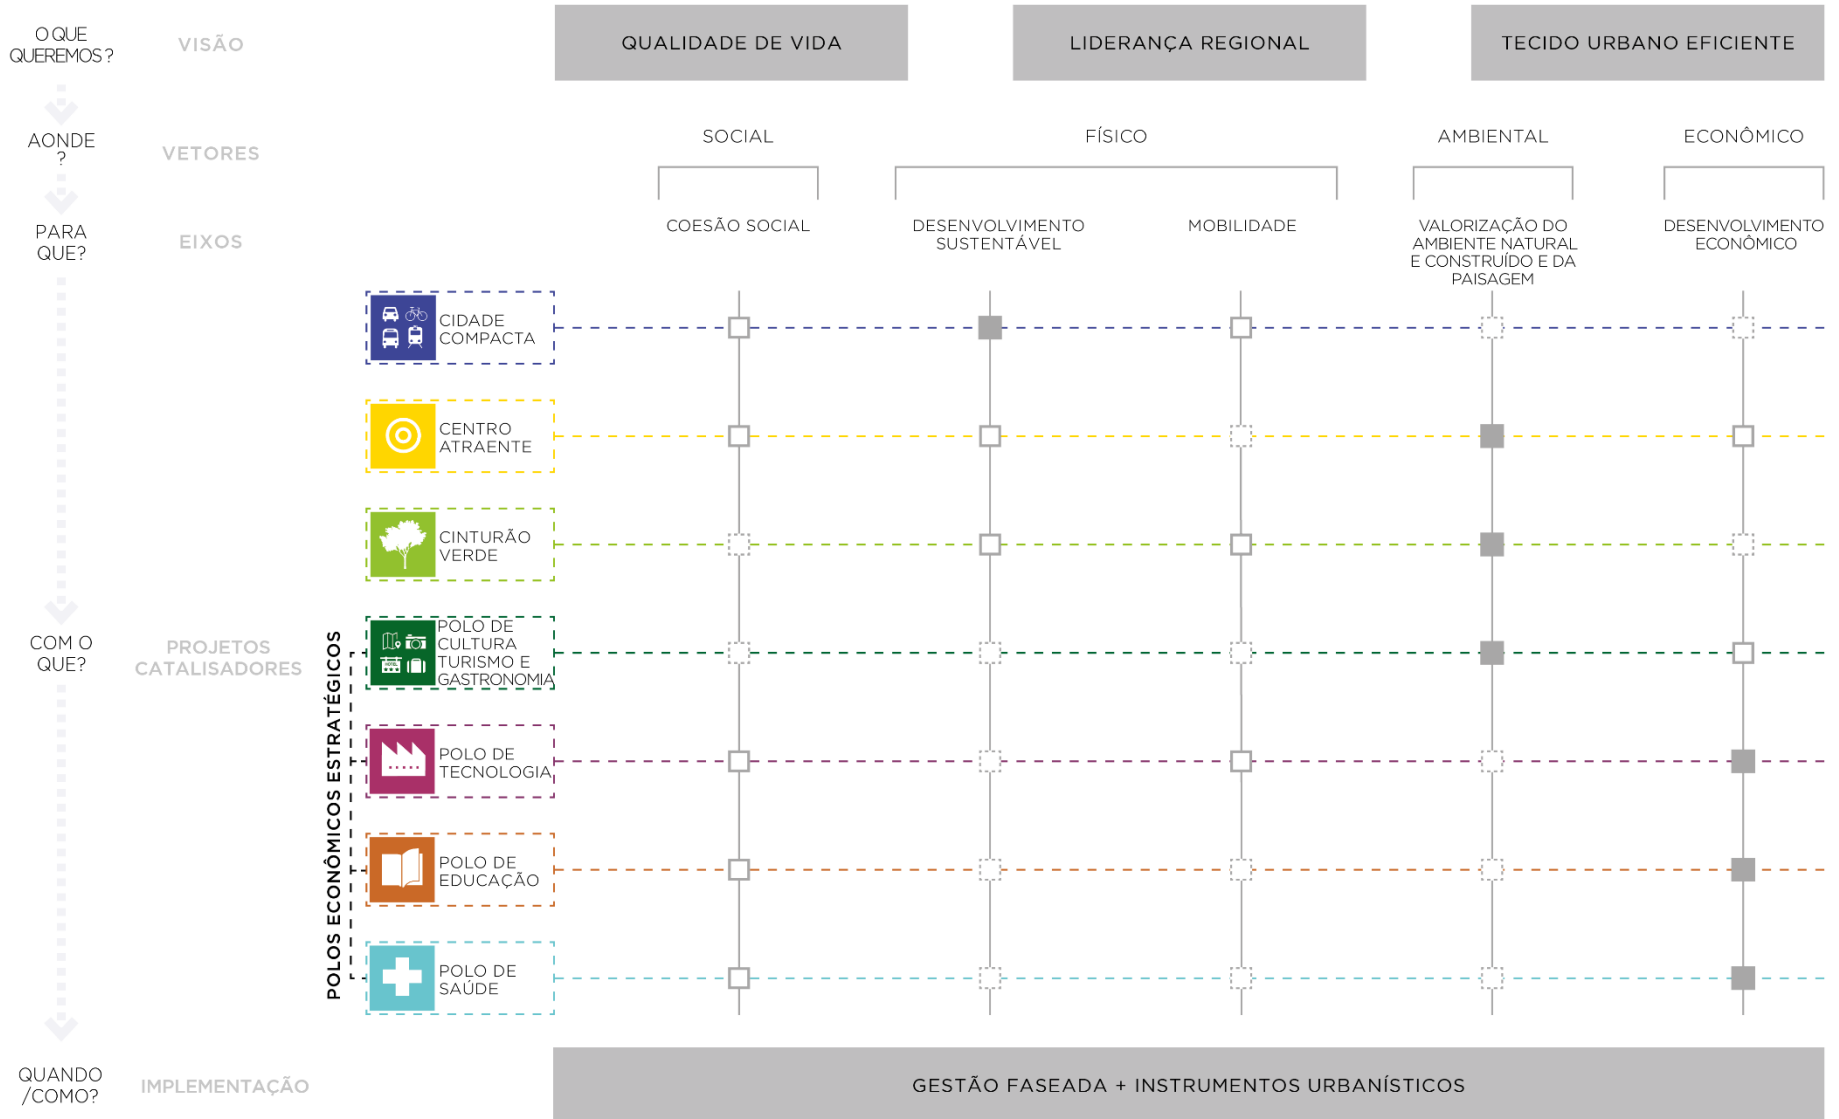 O QUE
QUEREMOS?
VISÃO
QUALIDADE DE VIDA
LIDERANÇA REGIONAL
TECIDO URBANO EFICIENTE
AONDE
?
VETORES
SOCIAL
FÍSICO
AMBIENTAL
ECONÔMICO
PARA
QUE?
EIXOS
COESÃO SOCIAL
DESENVOLVIMENTO
SUSTENTÁVEL
MOBILIDADE
VALORIZAÇÃO DO
AMBIENTE NATURAL
E CONSTRUÍDO E DA
PAISAGEM
DESENVOLVIMENTO
ECONÔMICO
COM O
QUE?
PROJETOS
CATALISADORES
CIDADE
COMPACTA
CENTRO
ATRAENTE
CINTURÃO
VERDE
POLOS ECONÔMICOS ESTRATÉGICOS
HOTEL
POLO DE
CULTURA
TURISMO E
GASTRONOMIA
POLO DE
TECNOLOGIA
POLO DE
EDUCAÇÃO
POLO DE
SAÚDE
QUANDO
/COMO?
IMPLEMENTAÇÃO
GESTÃO FASEADA + INSTRUMENTOS URBANÍSTICOS